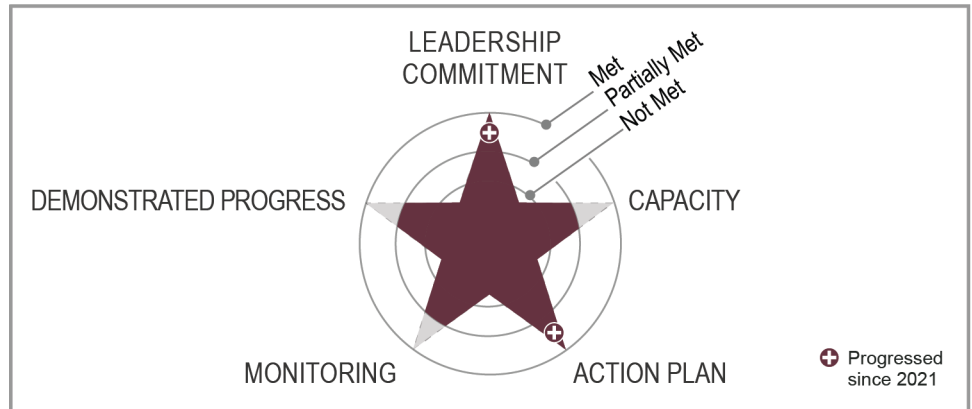 LEADERSHIP
COMMITMENT
Met
Partially Met
Not Met
DEMONSTRATED PROGRESS
CAPACITY
MONITORING
ACTION PLAN
Progressed
since 2021